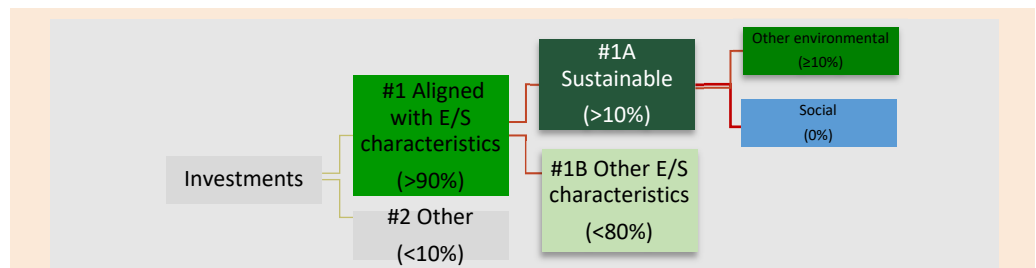 Investments
#1 Aligned
with E/S
characteristics
(>90%)
#2 Other
(<10%)
#1A
Sustainable
(>10%)
#1B Other E/S
characteristics
(<80%)
Other environmental
(≥10%)
Social
(0%)